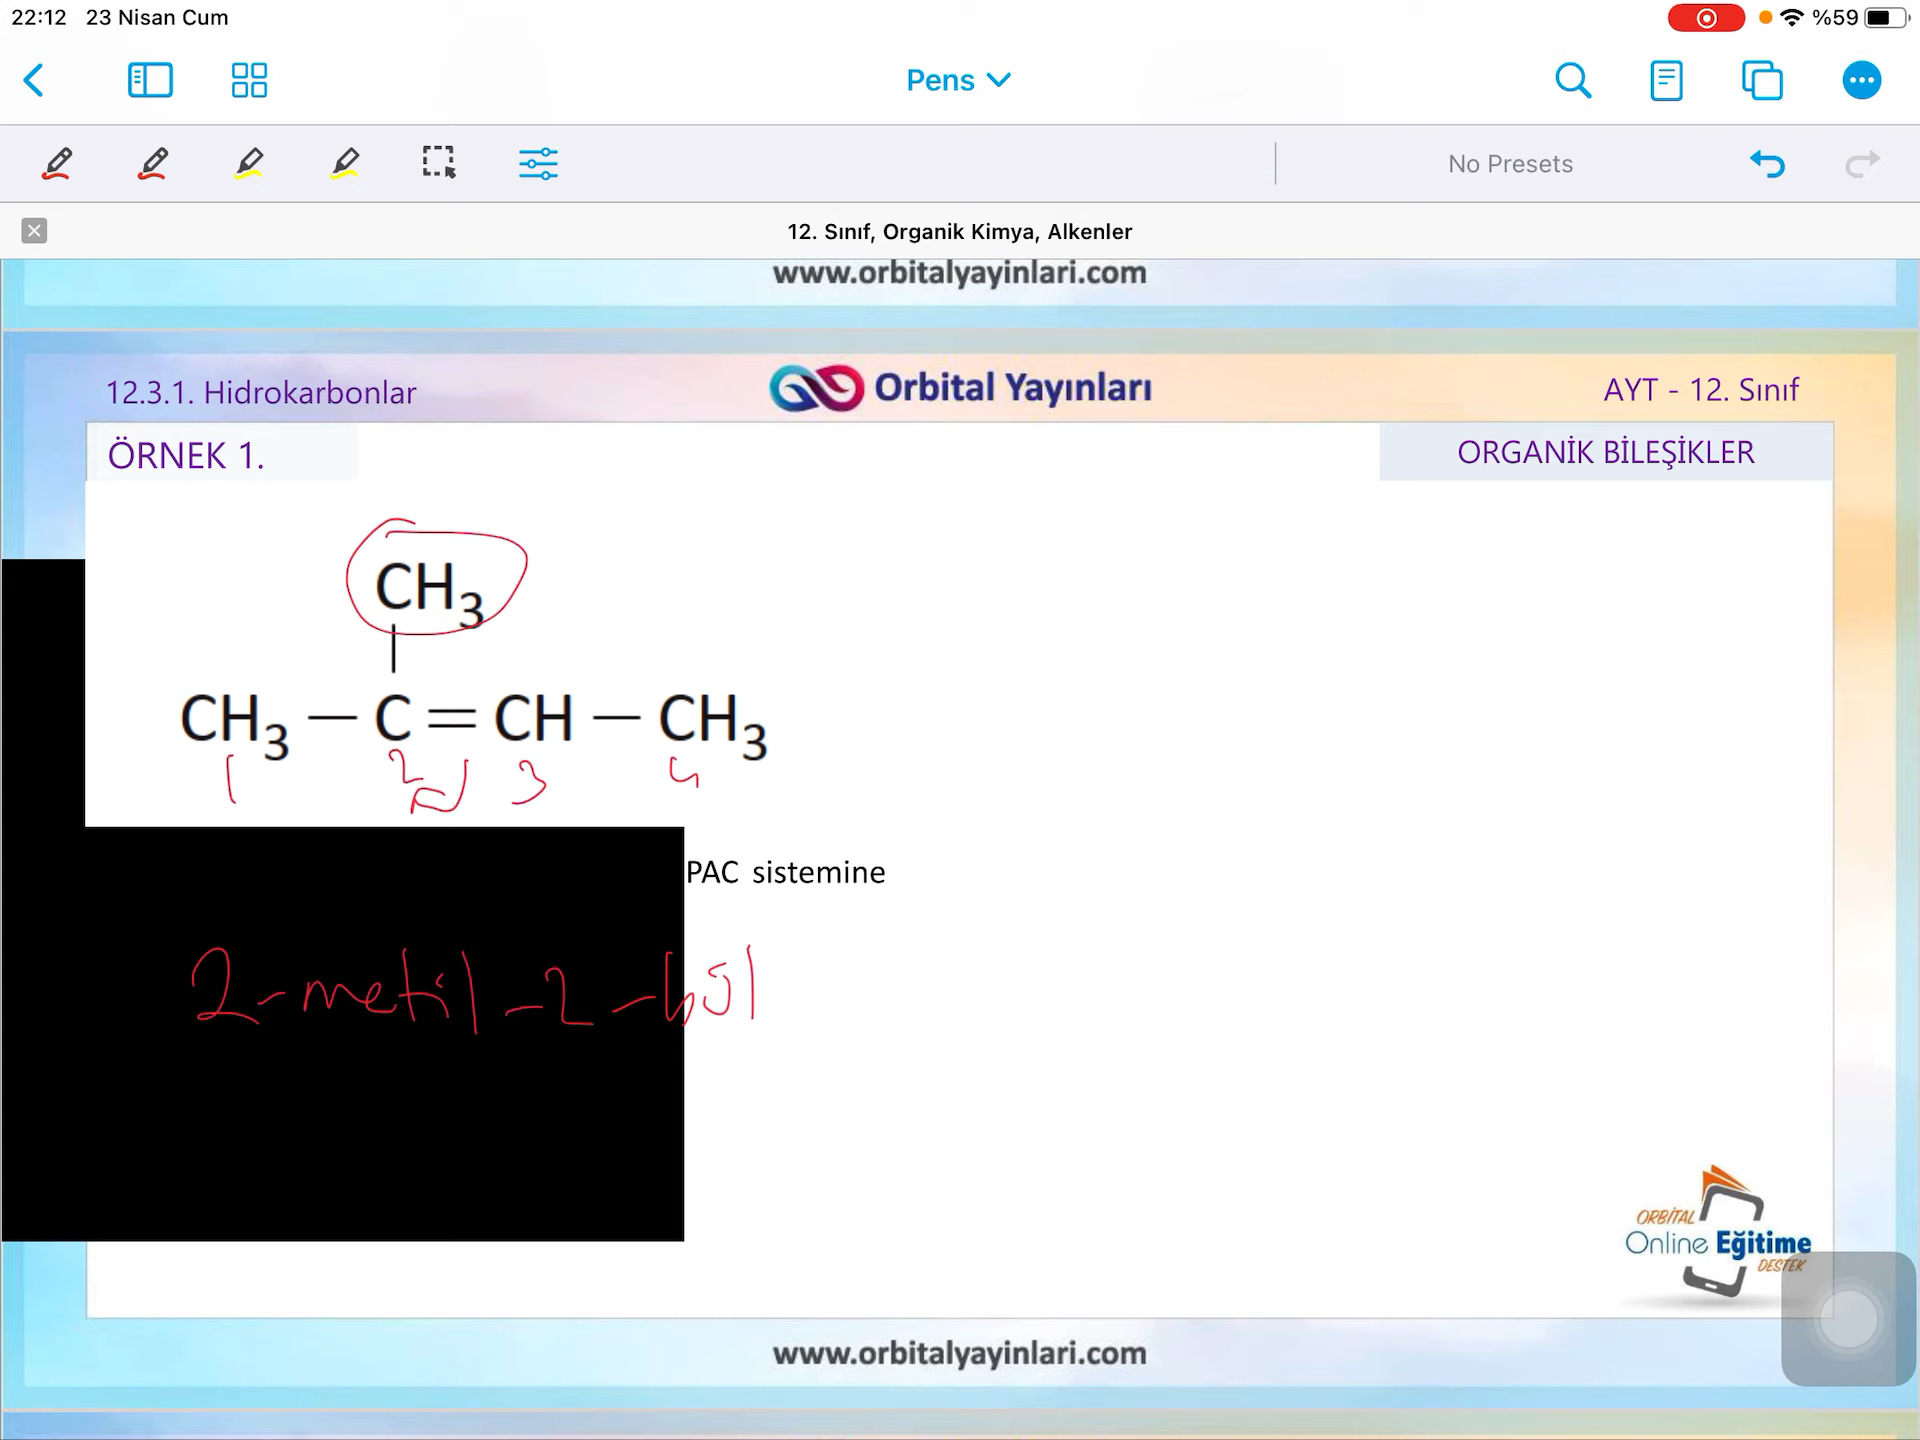 22:12 23 Nisan Cum
%59
Pens
No Presets
12. Sınıf, Organik Kimya, Alkenler
www.orbitalyayinlari.com
12.3.1. Hidrokarbonlar
Orbital Yayınları
AYT - 12. Sınıf
ÖRNEK 1.
ORGANİK BİLEŞİKLER
CH3
CH3 — C = CH — CH3
1 2 3 4
PAC sistemine
2-metil-2-
ORBİTAL
Online Eğitime
DESTEK
www.orbitalyayinlari.com